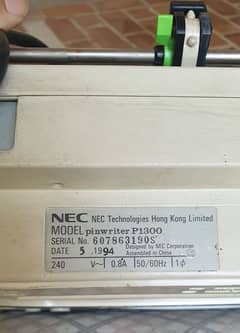 NEC NEC Technologies Hong Kong Limited
MODEL pinwriter P1300
SERIAL No. 607863190S
DATE 5 ,1994 Designed by NEC Corporation
Assembled in China
240 V~ 0.8A 50/60Hz 1ϕ